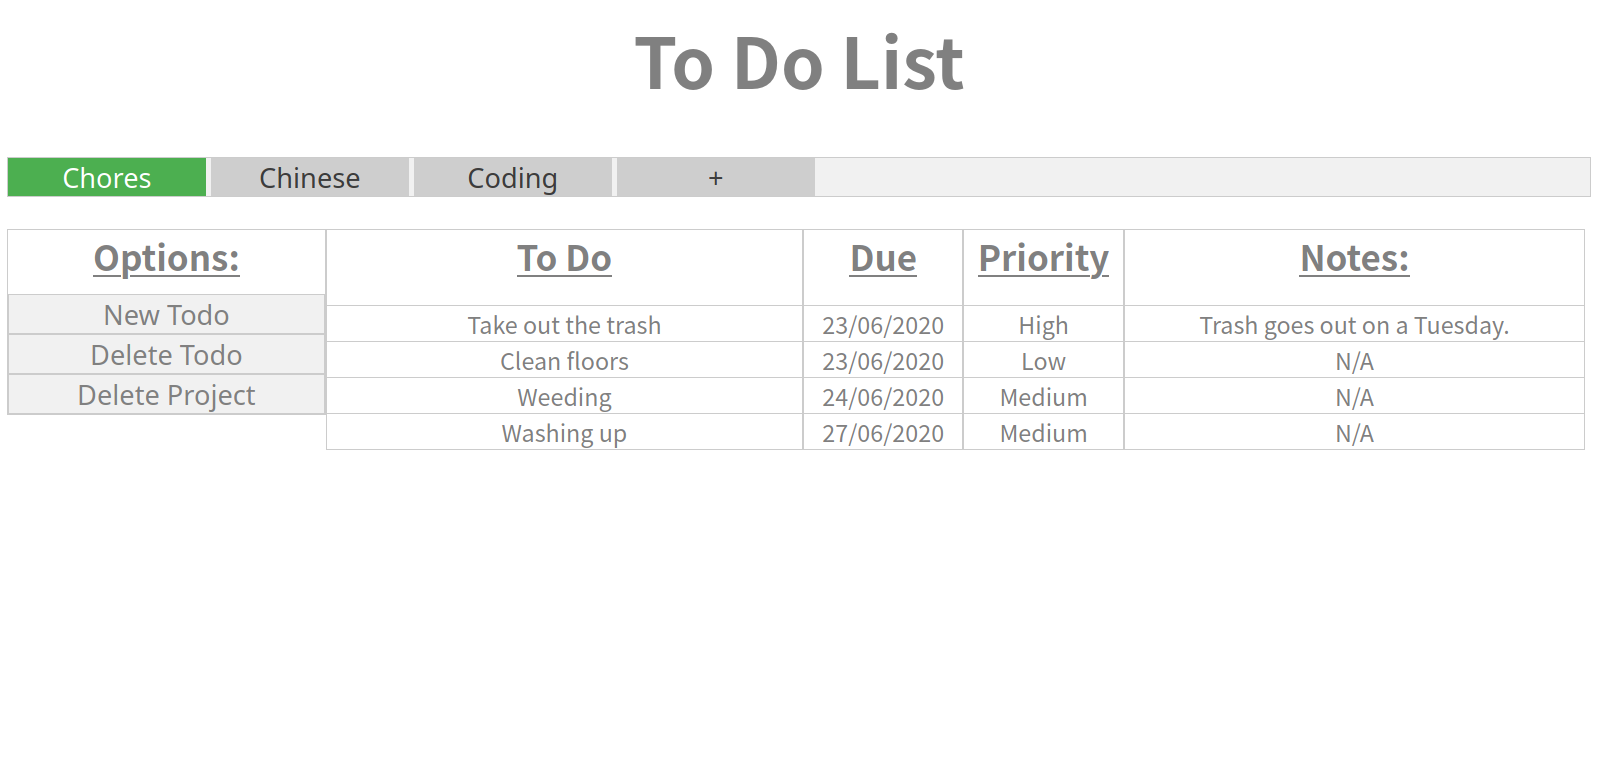 To Do List
Chores Chinese Coding +
Options: To Do Due Priority Notes:
New Todo
Delete Todo
Delete Project
Take out the trash 23/06/2020 High Trash goes out on a Tuesday.
Clean floors 23/06/2020 Low N/A
Weeding 24/06/2020 Medium N/A
Washing up 27/06/2020 Medium N/A